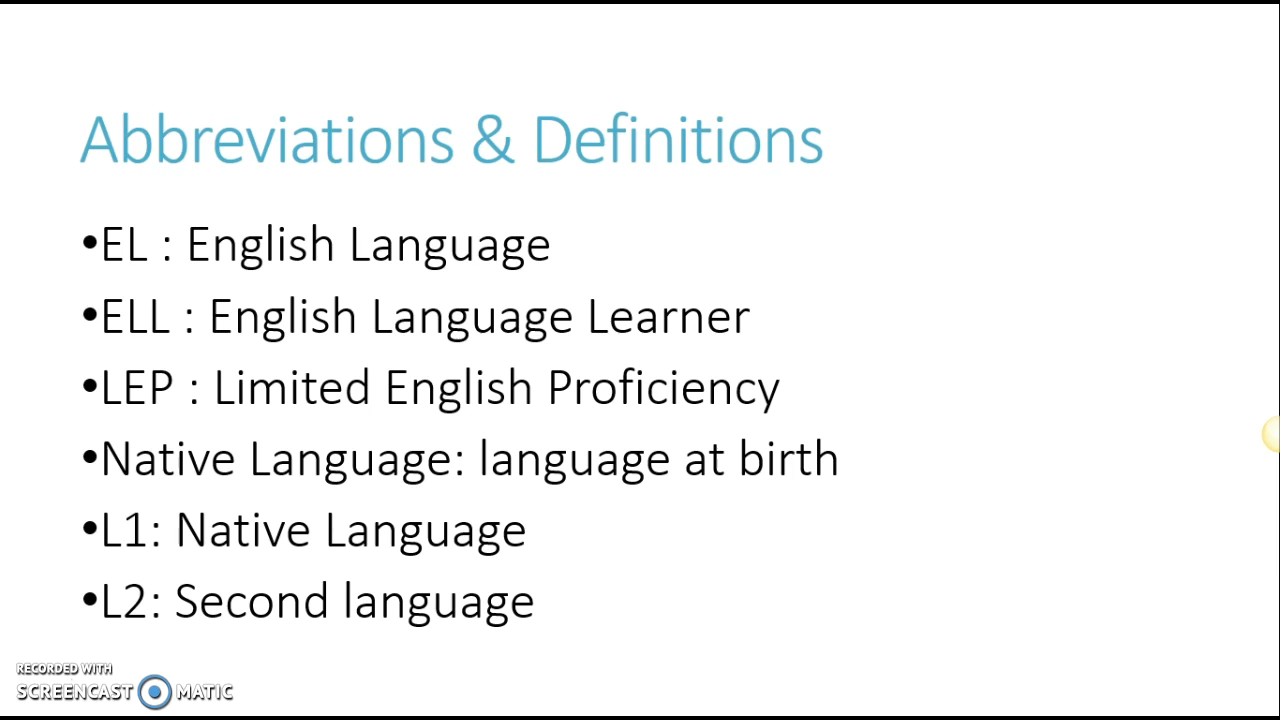 Abbreviations & Definitions
•EL : English Language
•ELL : English Language Learner
•LEP : Limited English Proficiency
•Native Language: language at birth
•L1: Native Language
•L2: Second language
RECORDED WITH
SCREENCAST MATIC